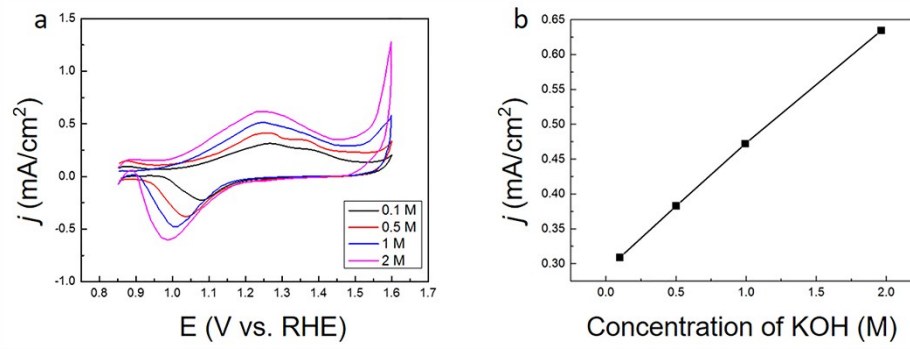 a
j (mA/cm²)
1.5
1.0
0.5
0.0
-0.5
-1.0
0.1 M
0.5 M
1 M
2 M
0.8 0.9 1.0 1.1 1.2 1.3 1.4 1.5 1.6 1.7
E (V vs. RHE)
b
j (mA/cm²)
0.65
0.60
0.55
0.50
0.45
0.40
0.35
0.30
0.0 0.5 1.0 1.5 2.0
Concentration of KOH (M)